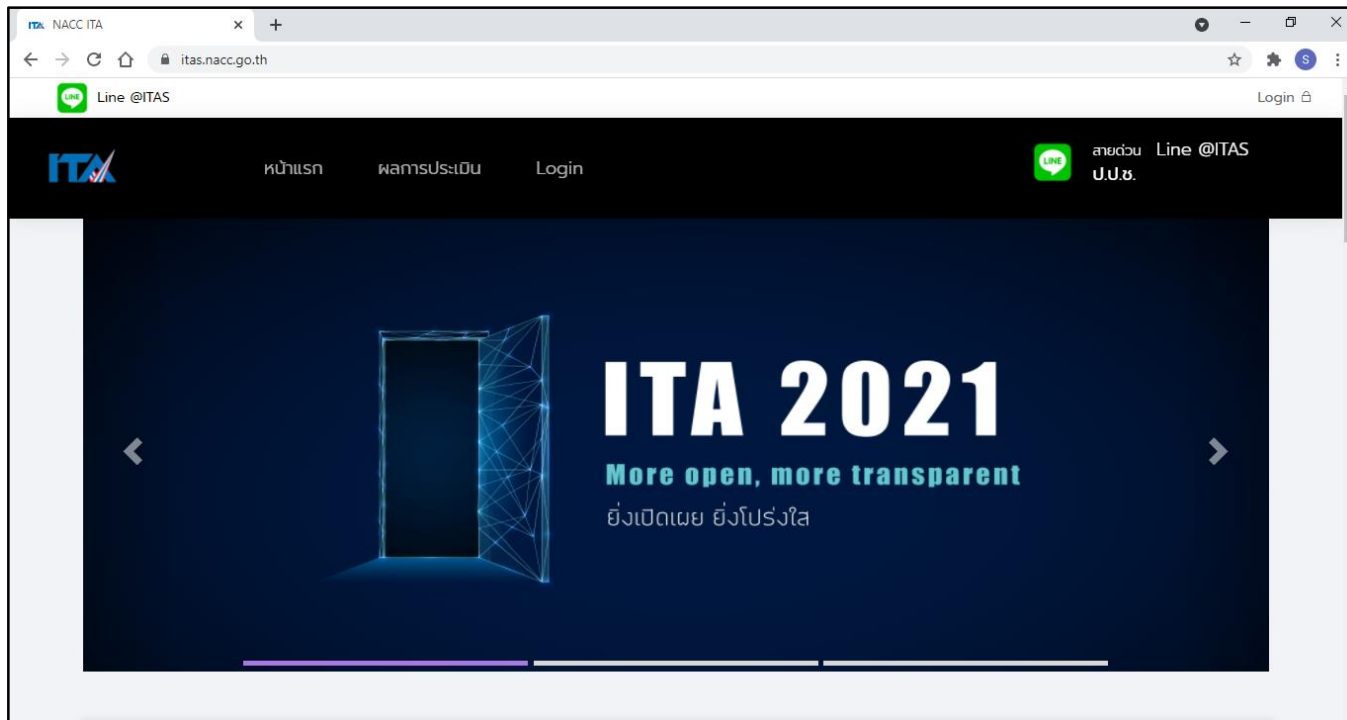 ITA NACC ITA
itas.nacc.go.th
S
LINE Line @ITAS
Login
ITA หน้าแรก ผลการประเมิน Login
LINE สายด่วน Line @ITAS
ป.ป.ช.
ITA 2021
More open, more transparent
ยิ่งเปิดเผย ยิ่งโปร่งใส